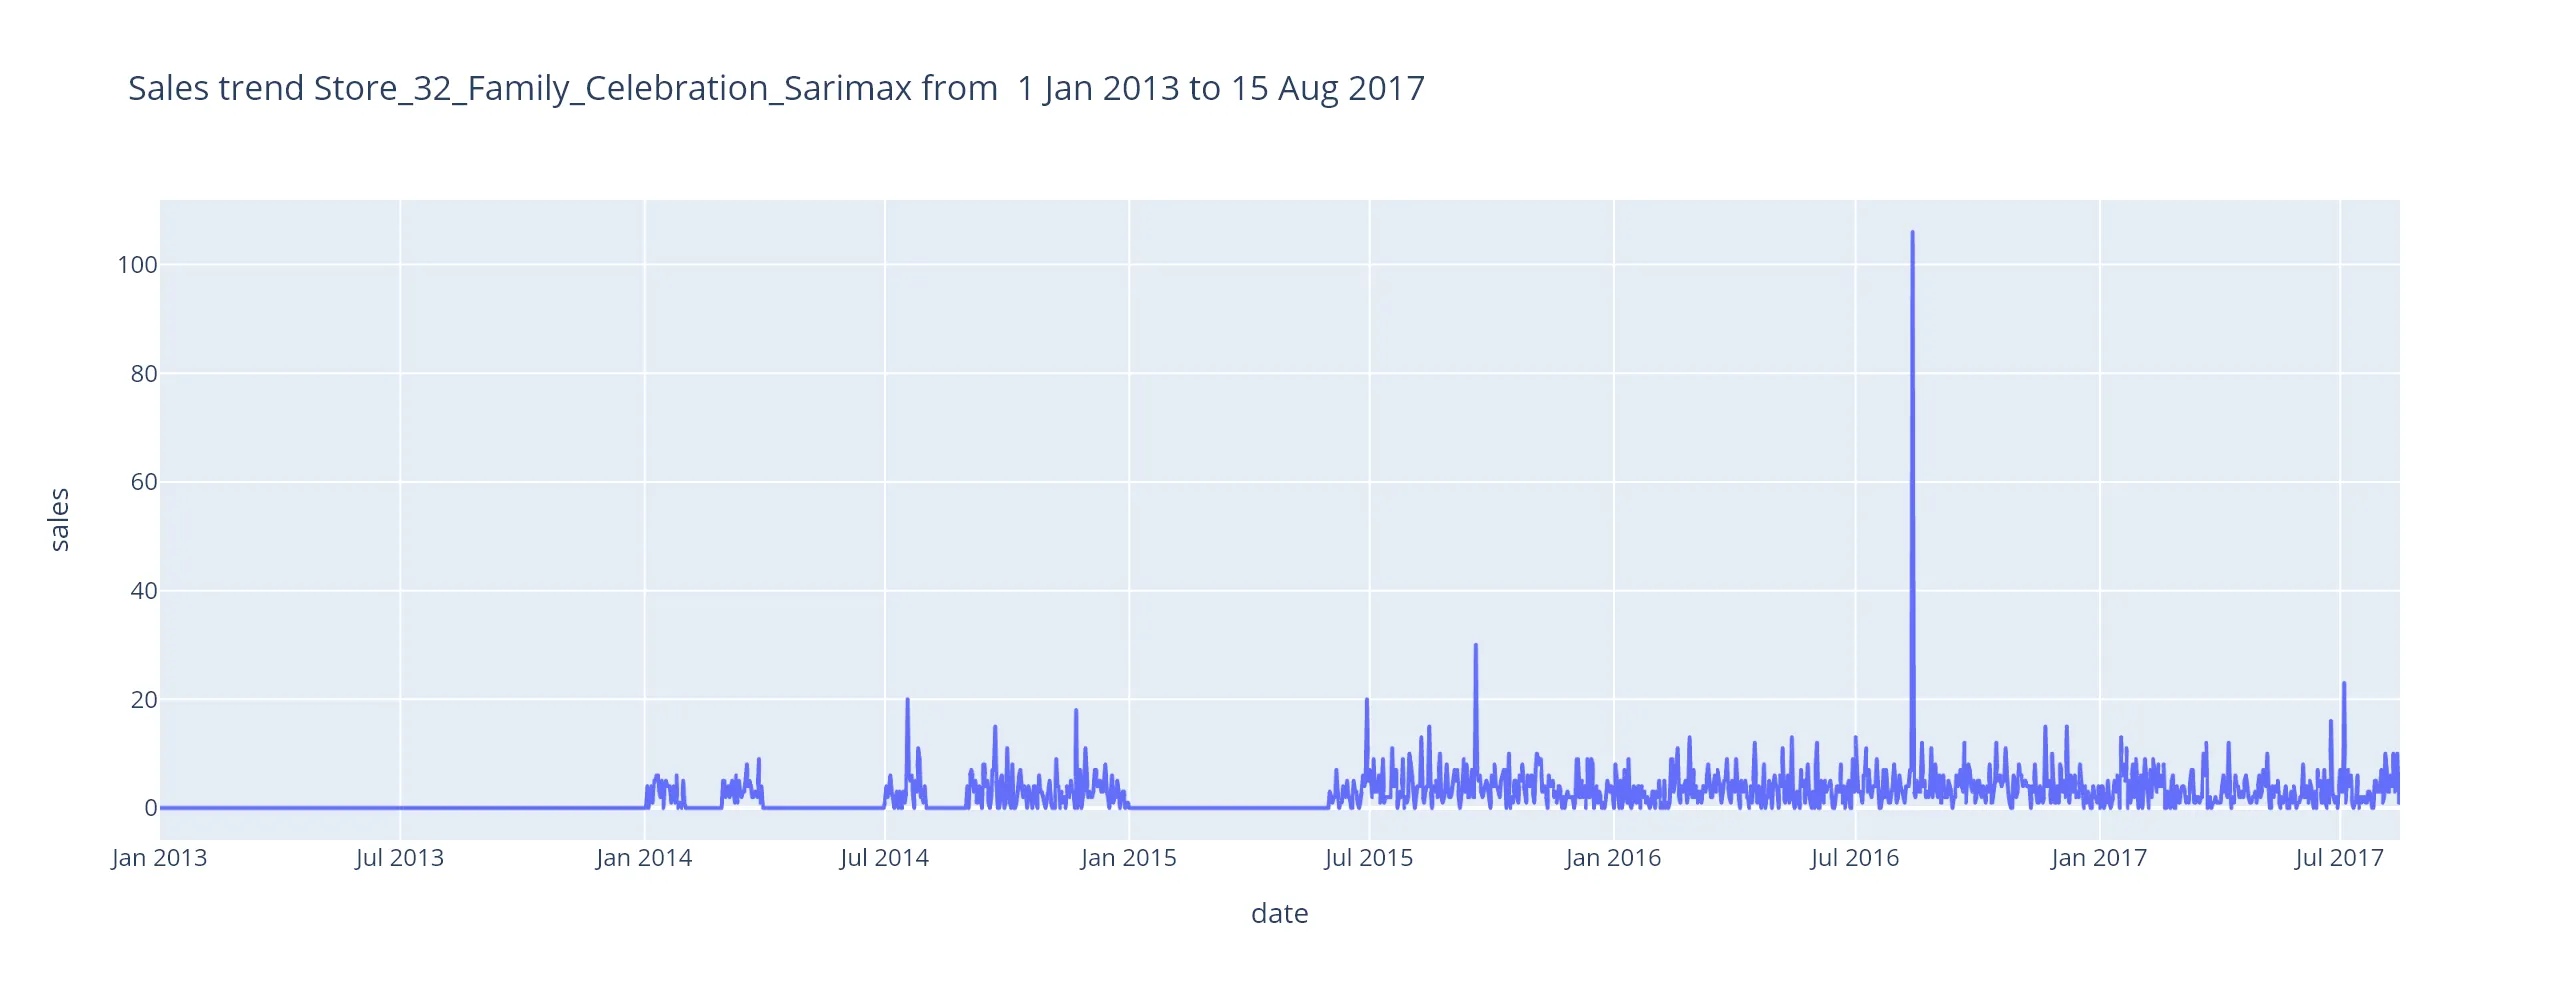 Sales trend Store_32_Family_Celebration_Sarimax from  1 Jan 2013 to 15 Aug 2017
100
80
60
40
20
0
sales
Jan 2013 Jul 2013 Jan 2014 Jul 2014 Jan 2015 Jul 2015 Jan 2016 Jul 2016 Jan 2017 Jul 2017
date